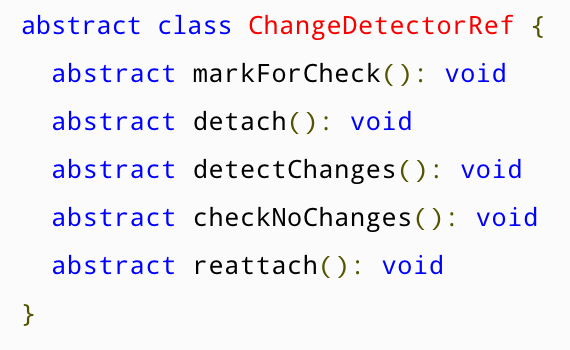 abstract class ChangeDetectorRef {
abstract markForCheck(): void
abstract detach(): void
abstract detectChanges(): void
abstract checkNoChanges(): void
abstract reattach(): void
}